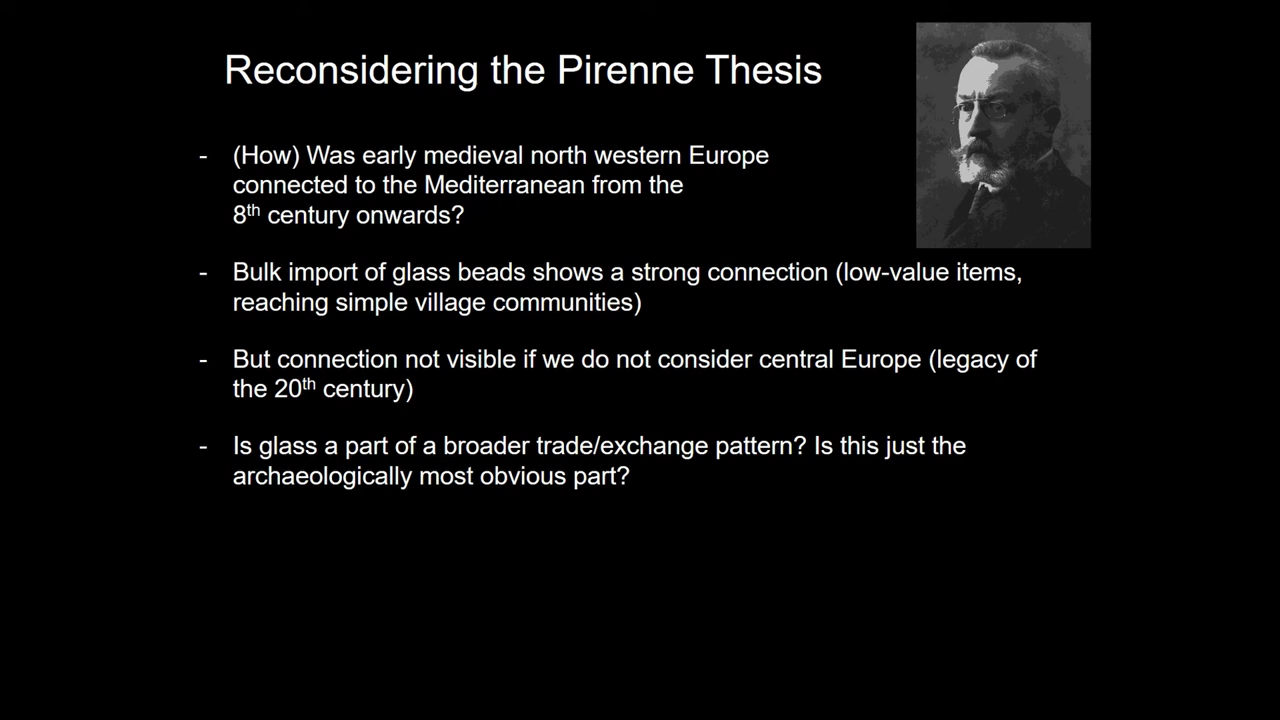 Reconsidering the Pirenne Thesis
- (How) Was early medieval north western Europe
connected to the Mediterranean from the
8th century onwards?
- Bulk import of glass beads shows a strong connection (low-value items,
reaching simple village communities)
- But connection not visible if we do not consider central Europe (legacy of
the 20th century)
- Is glass a part of a broader trade/exchange pattern? Is this just the
archaeologically most obvious part?